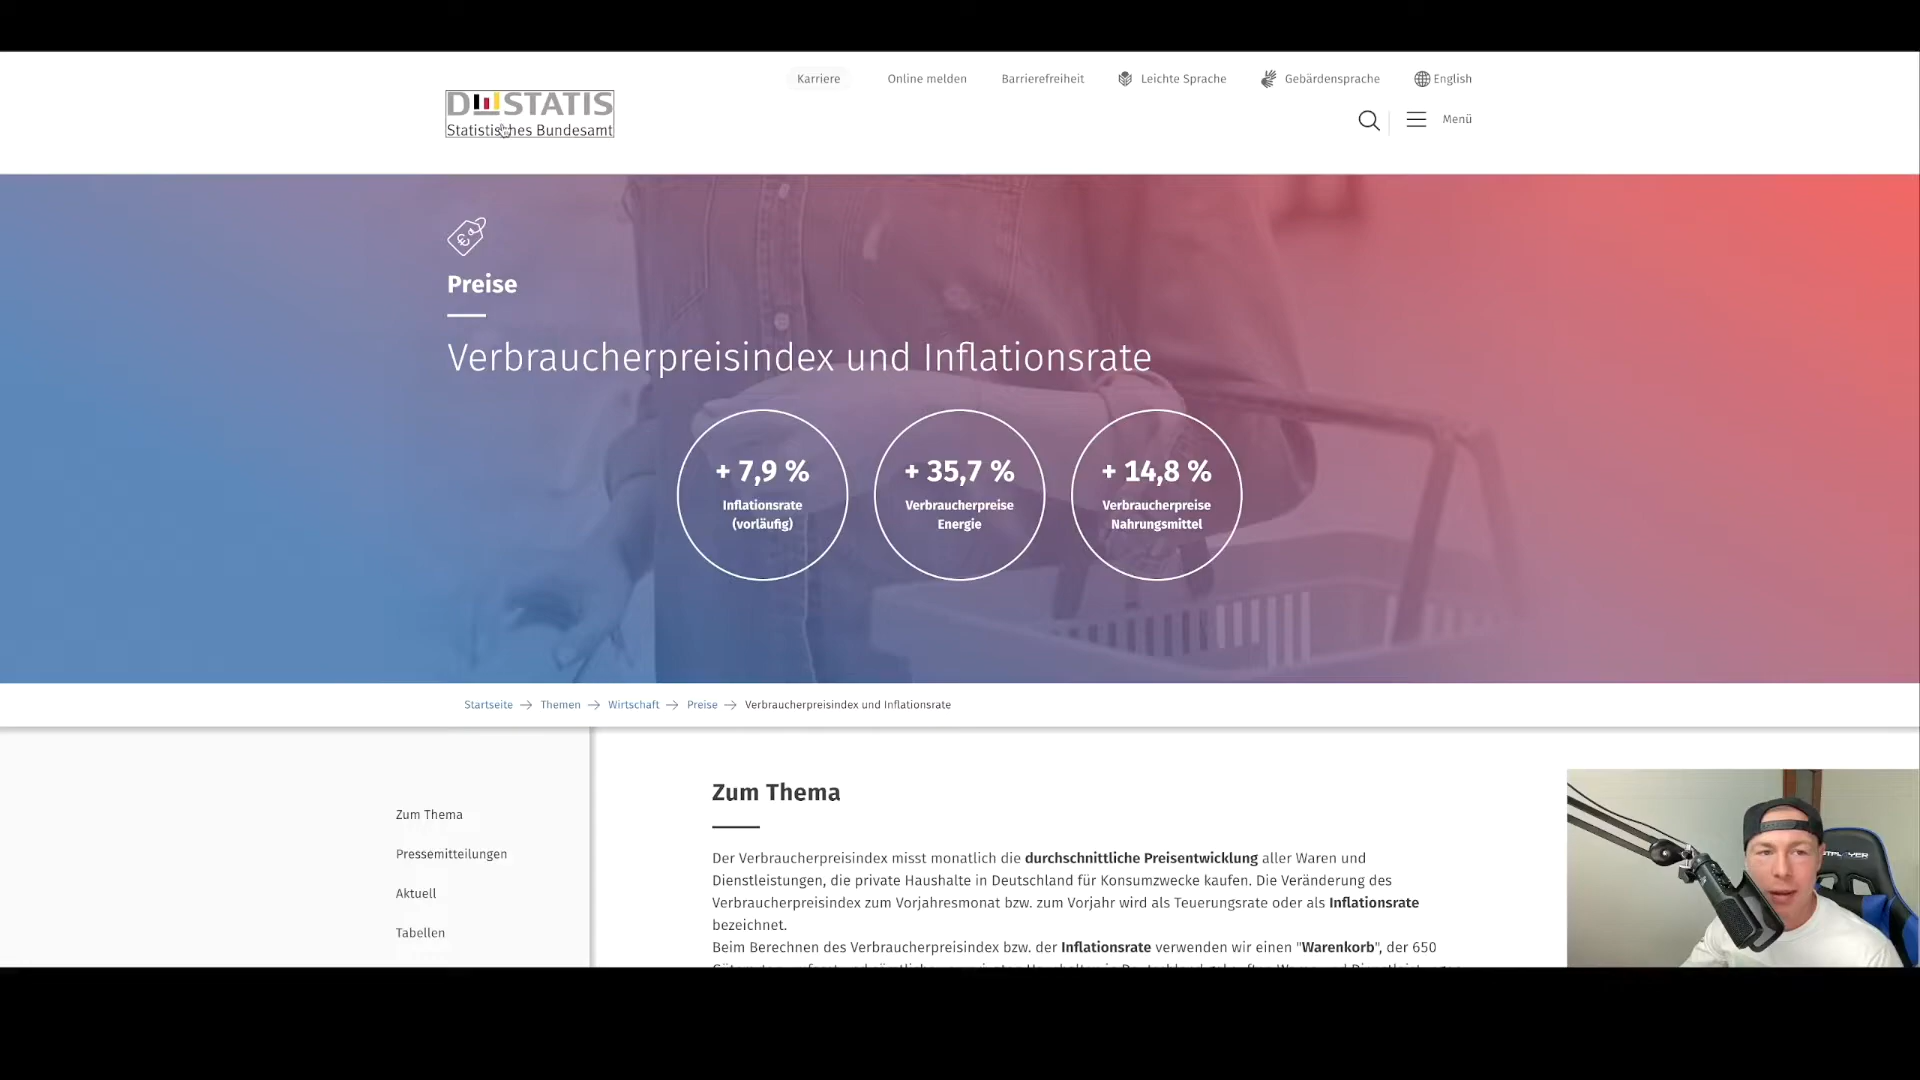 Karriere
Online melden
Barrierefreiheit
Leichte Sprache
Gebärdensprache
English
DESTATIS
Statistisches Bundesamt
Menü
Preise
Verbraucherpreisindex und Inflationsrate
+ 7,9 %
Inflationsrate
(vorläufig)
+ 35,7 %
Verbraucherpreise
Energie
+ 14,8 %
Verbraucherpreise
Nahrungsmittel
Startseite → Themen → Wirtschaft → Preise → Verbraucherpreisindex und Inflationsrate
Zum Thema
Pressemitteilungen
Aktuell
Tabellen
Zum Thema
Der Verbraucherpreisindex misst monatlich die durchschnittliche Preisentwicklung aller Waren und
Dienstleistungen, die private Haushalte in Deutschland für Konsumzwecke kaufen. Die Veränderung des
Verbraucherpreisindex zum Vorjahresmonat bzw. zum Vorjahr wird als Teuerungsrate oder als Inflationsrate
bezeichnet.
Beim Berechnen des Verbraucherpreisindex bzw. der Inflationsrate verwenden wir einen "Warenkorb", der 650